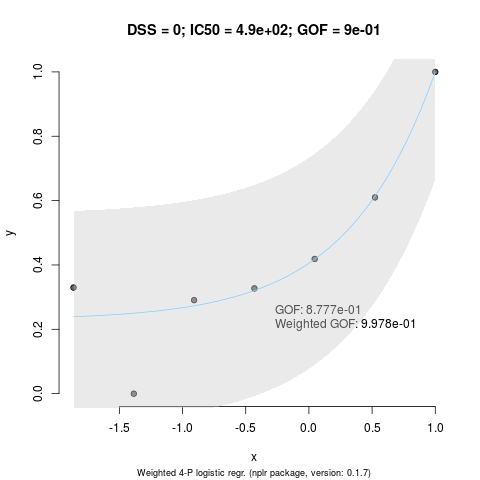 DSS = 0; IC50 = 4.9e+02; GOF = 9e-01
1.0
0.8
0.6
0.4
0.2
0.0
y
GOF: 8.777e-01
Weighted GOF: 9.978e-01
-1.5 -1.0 -0.5 0.0 0.5 1.0
x
Weighted 4-P logistic regr. (nplr package, version: 0.1.7)